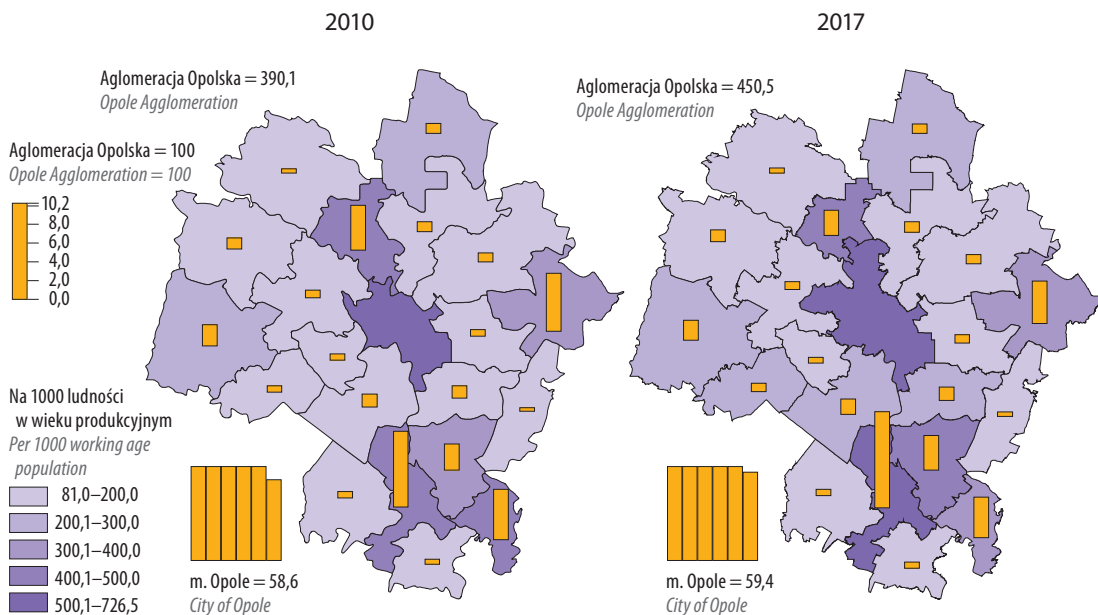 2010
2017
Aglomeracja Opolska = 390,1
Opole Agglomeration
Aglomeracja Opolska = 450,5
Opole Agglomeration
Aglomeracja Opolska = 100
Opole Agglomeration = 100
10,2
8,0
6,0
4,0
2,0
0,0
Na 1000 ludności
w wieku produkcyjnym
Per 1000 working age
population
81,0–200,0
200,1–300,0
300,1–400,0
400,1–500,0
500,1–726,5
m. Opole = 58,6
City of Opole
m. Opole = 59,4
City of Opole